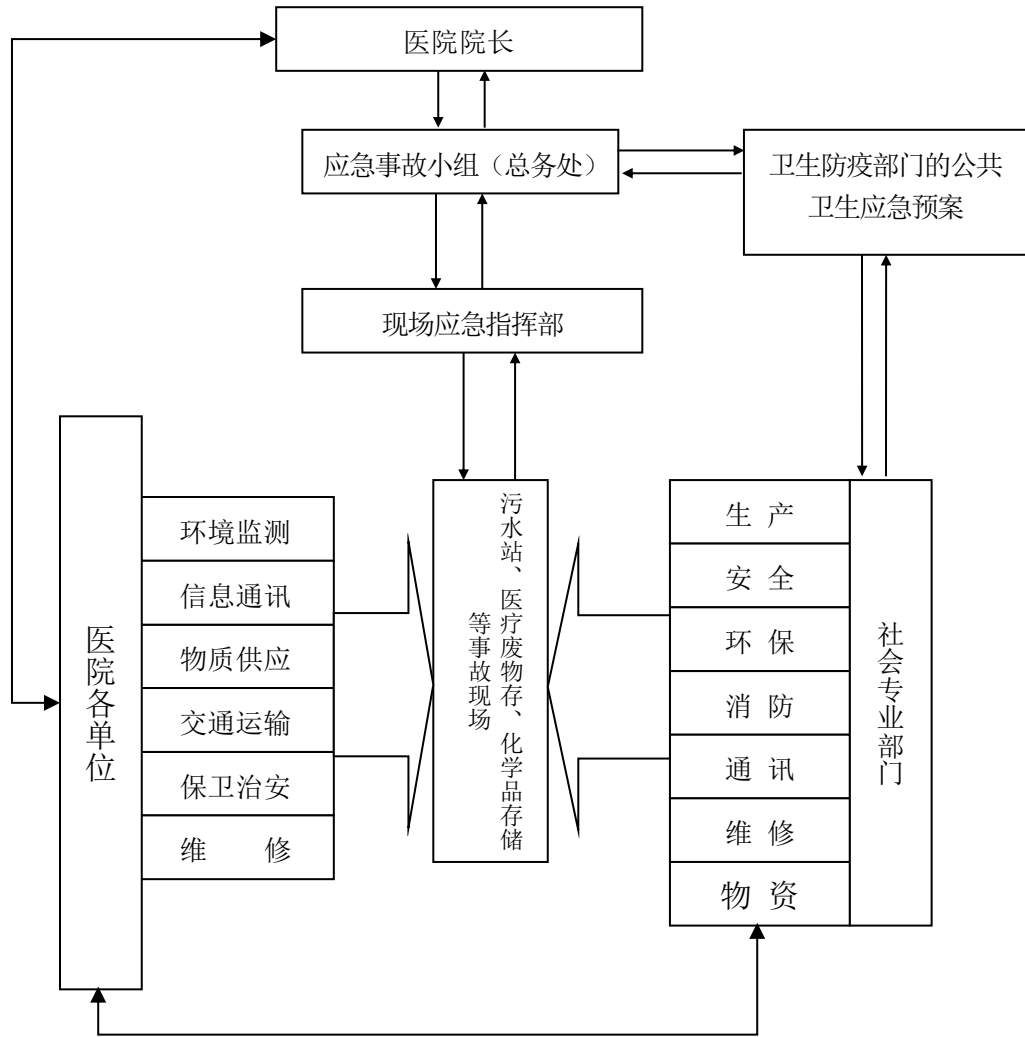 医院院长
应急事故小组（总务处）
卫生防疫部门的公共
卫生应急预案
现场应急指挥部
医院各单位
环境监测
信息通讯
物质供应
交通运输
保卫治安
维 修
污水站、医疗废物存、化学品存储
等事故现场
生 产
安 全
环 保
消 防
通 讯
维 修
物 资
社会专业部门